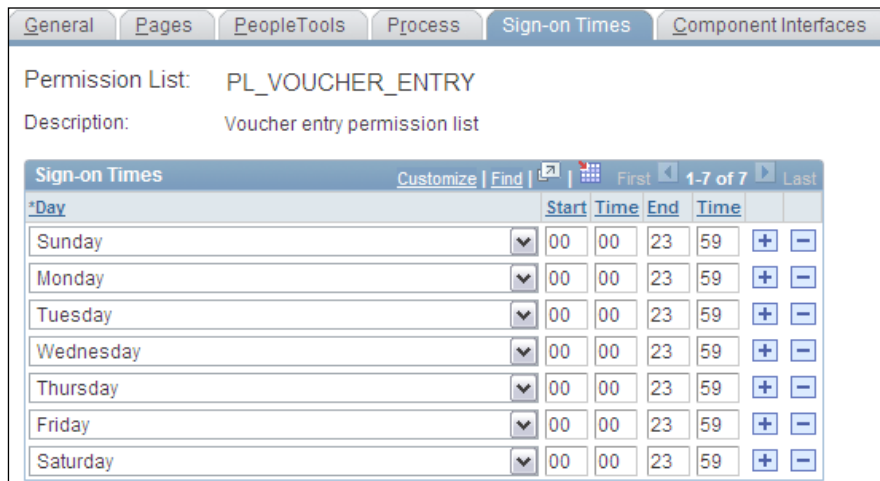 General Pages PeopleTools Process Sign-on Times Component Interfaces
Permission List: PL_VOUCHER_ENTRY
Description: Voucher entry permission list
Sign-on Times Customize | Find | | First 1-7 of 7 Last
*Day Start Time End Time
Sunday 00 00 23 59
Monday 00 00 23 59
Tuesday 00 00 23 59
Wednesday 00 00 23 59
Thursday 00 00 23 59
Friday 00 00 23 59
Saturday 00 00 23 59